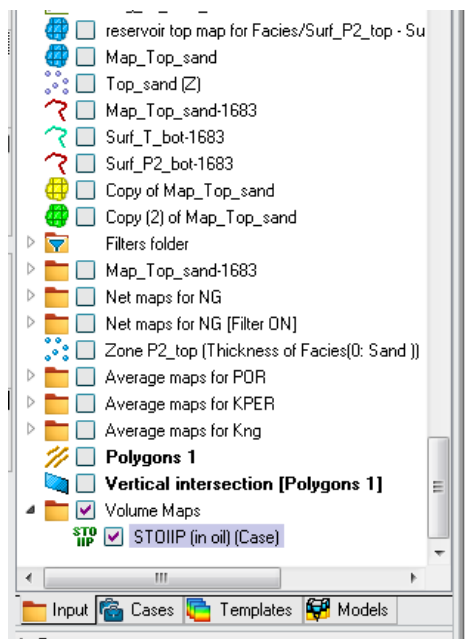 reservoir top map for Facies/Surf_P2_top - Su
Map_Top_sand
Top_sand (Z)
Map_Top_sand-1683
Surf_T_bot-1683
Surf_P2_bot-1683
Copy of Map_Top_sand
Copy (2) of Map_Top_sand
Filters folder
Map_Top_sand-1683
Net maps for NG
Net maps for NG [Filter ON]
Zone P2_top (Thickness of Facies(0: Sand ))
Average maps for POR
Average maps for KPER
Average maps for Kng
Polygons 1
Vertical intersection [Polygons 1]
Volume Maps
STO IIP STOIIP (in oil) (Case)
Input Cases Templates Models